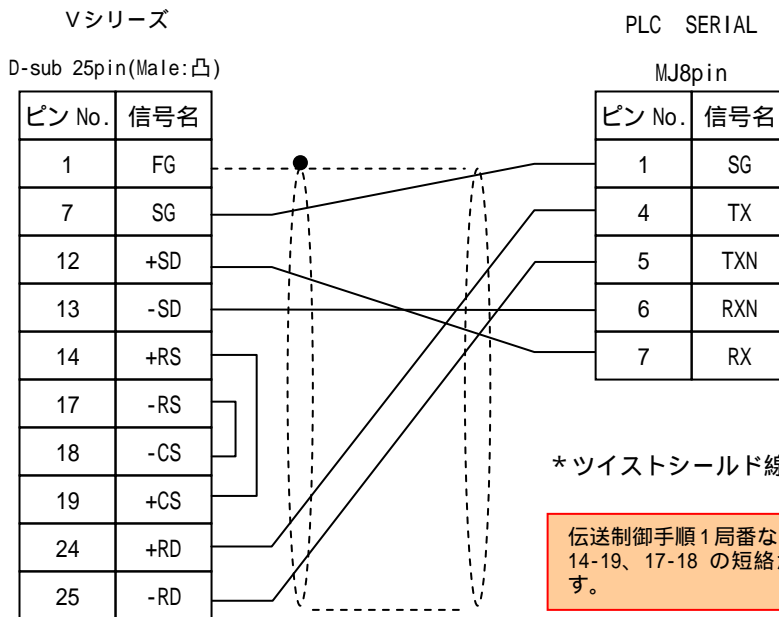 Vシリーズ
D-sub 25pin(Male:凸)
ピン No. 信号名
1 FG
7 SG
12 +SD
13 -SD
14 +RS
17 -RS
18 -CS
19 +CS
24 +RD
25 -RD
PLC SERIAL
MJ8pin
ピン No. 信号名
1 SG
4 TX
5 TXN
6 RXN
7 RX
*ツイストシールド線
伝送制御手順1局番な
14-19、17-18 の短絡
す。